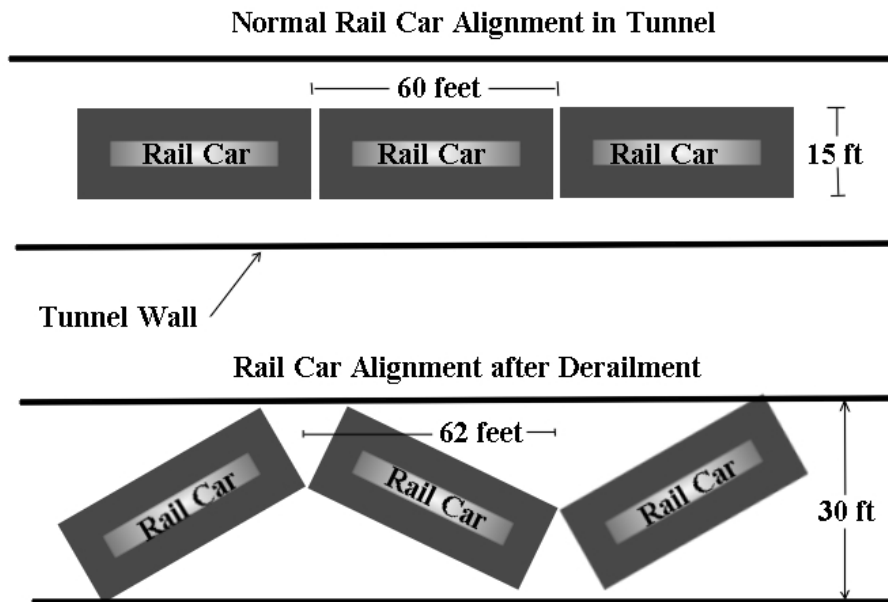 Normal Rail Car Alignment in Tunnel
60 feet
Rail Car
Rail Car
Rail Car
15 ft
Tunnel Wall
Rail Car Alignment after Derailment
62 feet
Rail Car
Rail Car
Rail Car
30 ft